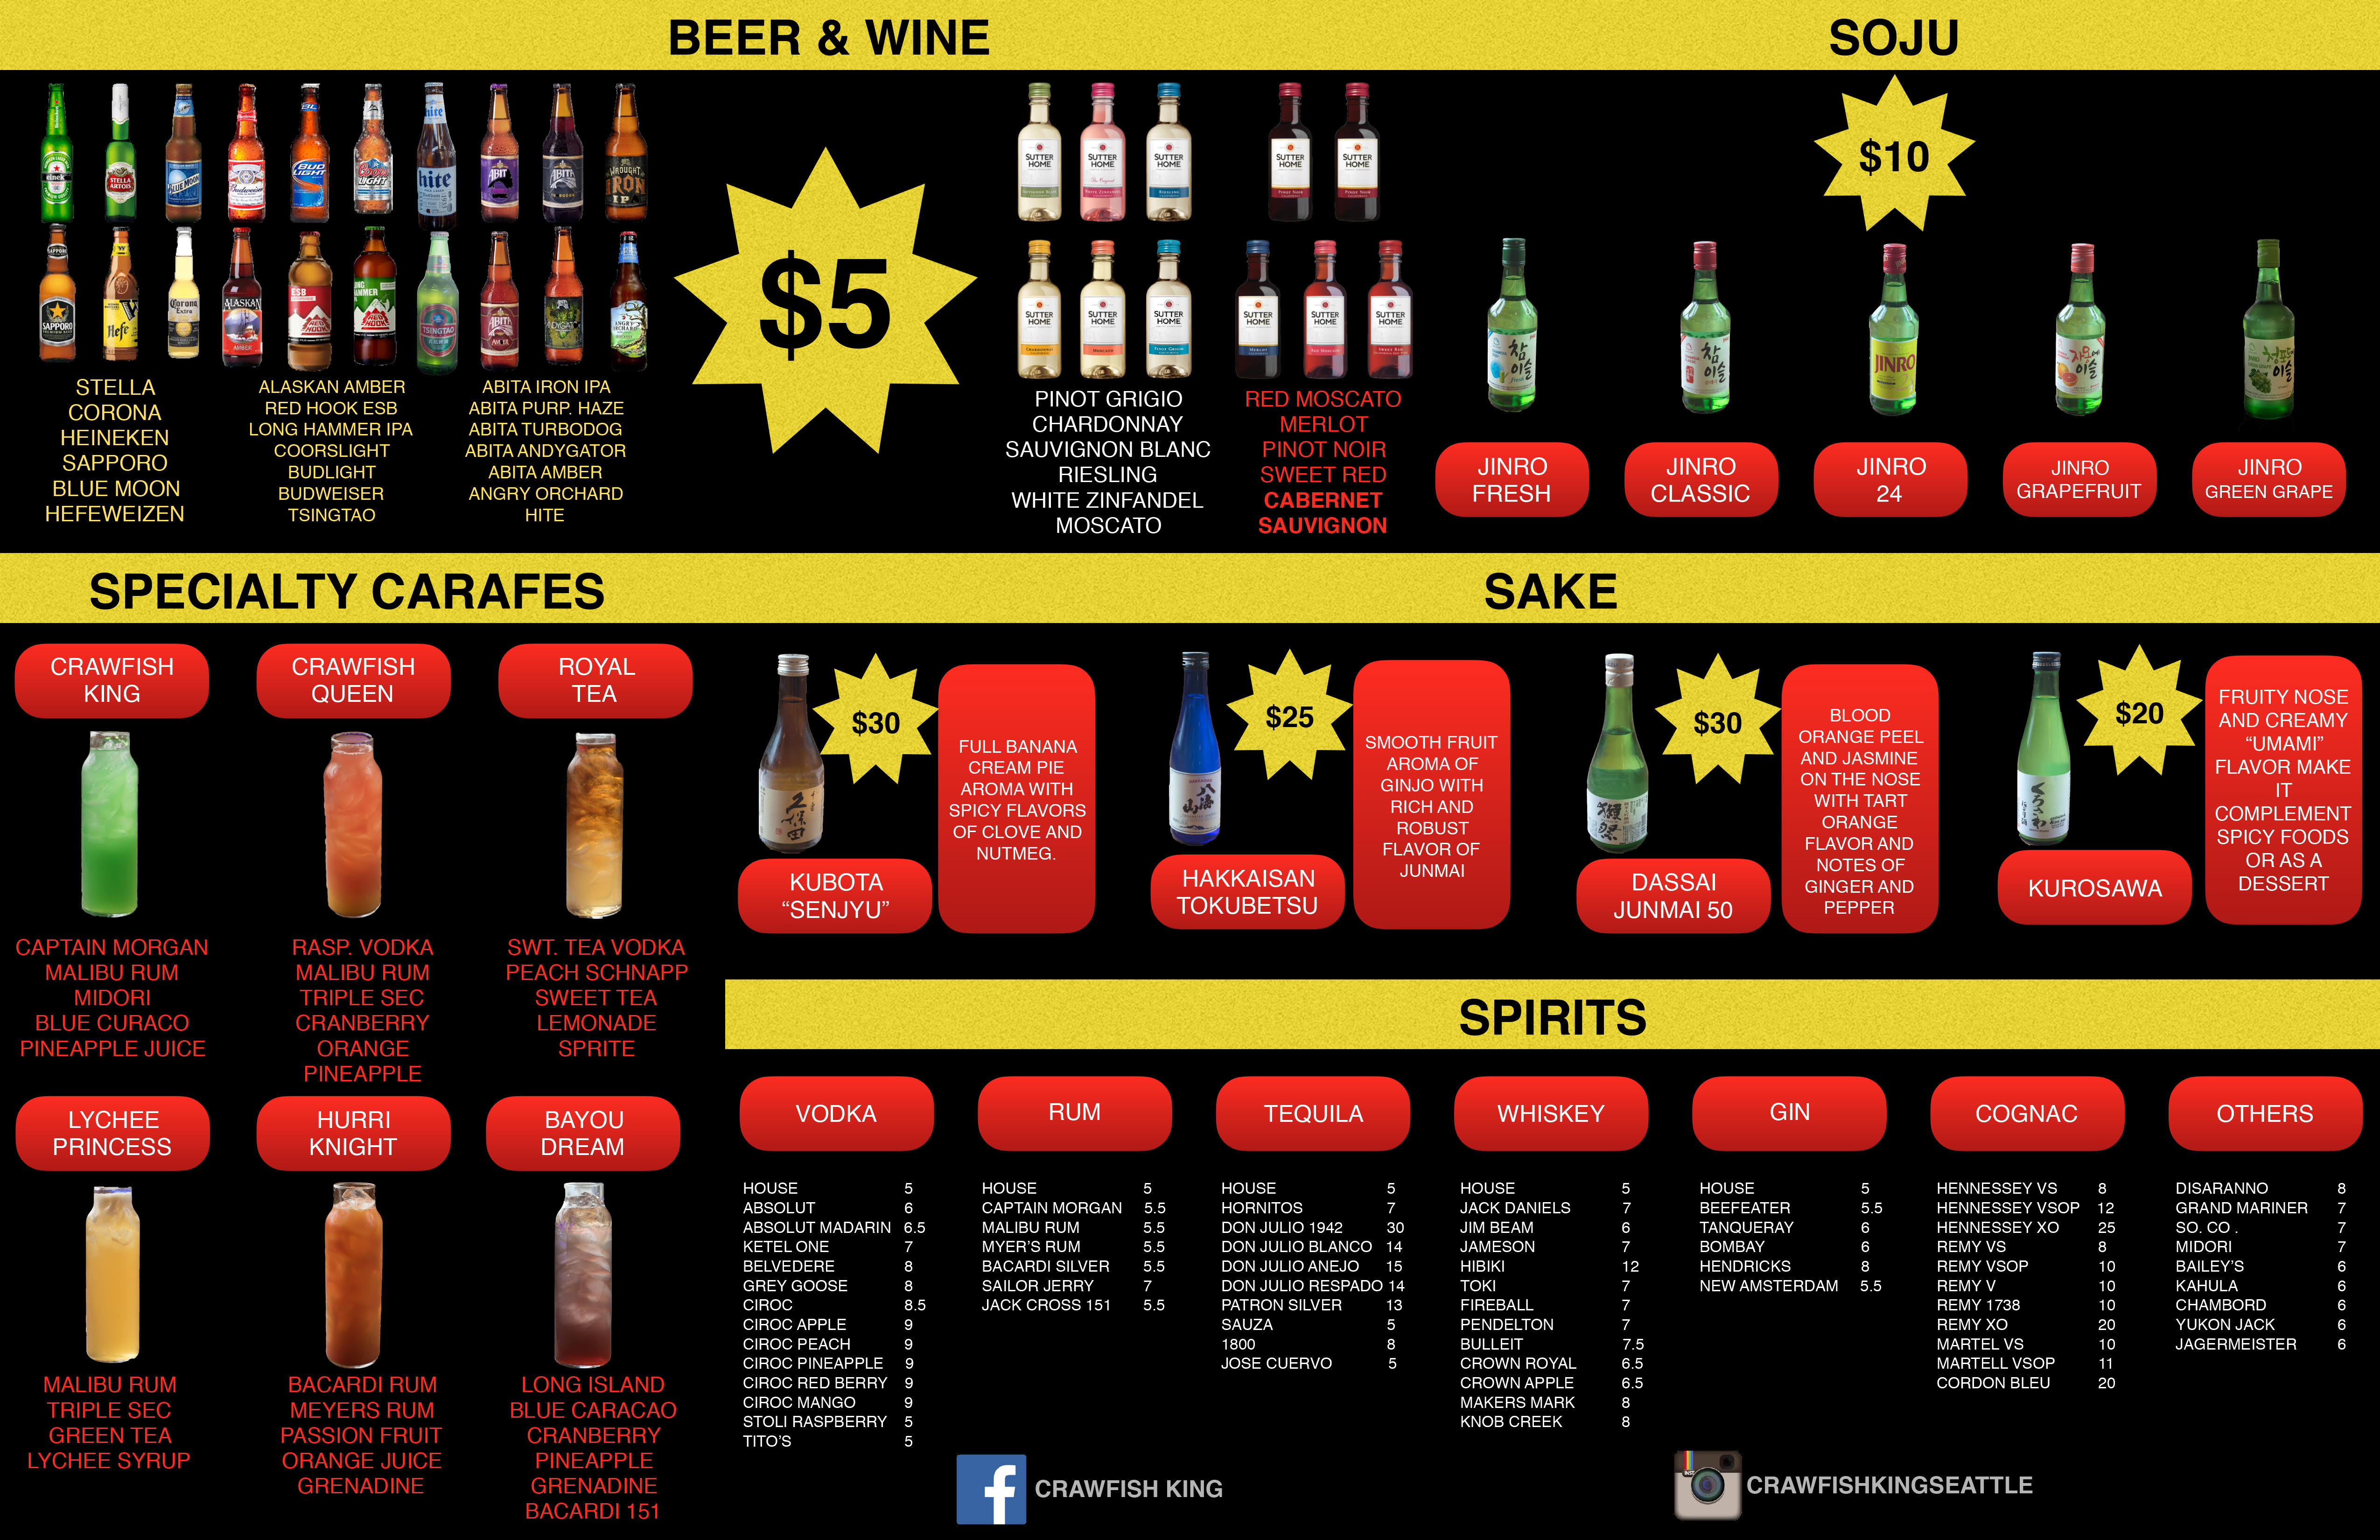 BEER & WINE
SOJU
$5
$10
STELLA
CORONA
HEINEKEN
SAPPORO
BLUE MOON
HEFEWEIZEN
ALASKAN AMBER
RED HOOK ESB
LONG HAMMER IPA
COORSLIGHT
BUDLIGHT
BUDWEISER
TSINGTAO
ABITA IRON IPA
ABITA PURP. HAZE
ABITA TURBODOG
ABITA ANDYGATOR
ABITA AMBER
ANGRY ORCHARD
HITE
PINOT GRIGIO
CHARDONNAY
SAUVIGNON BLANC
RIESLING
WHITE ZINFANDEL
MOSCATO
RED MOSCATO
MERLOT
PINOT NOIR
SWEET RED
CABERNET
SAUVIGNON
JINRO
FRESH
JINRO
CLASSIC
JINRO
24
JINRO
GRAPEFRUIT
JINRO
GREEN GRAPE
SPECIALTY CARAFES
CRAWFISH
KING
CAPTAIN MORGAN
MALIBU RUM
MIDORI
BLUE CURACO
PINEAPPLE JUICE
CRAWFISH
QUEEN
RASP. VODKA
MALIBU RUM
TRIPLE SEC
CRANBERRY
ORANGE
PINEAPPLE
ROYAL
TEA
SWT. TEA VODKA
PEACH SCHNAPP
SWEET TEA
LEMONADE
SPRITE
LYCHEE
PRINCESS
MALIBU RUM
TRIPLE SEC
GREEN TEA
LYCHEE SYRUP
HURRI
KNIGHT
BACARDI RUM
MEYERS RUM
PASSION FRUIT
ORANGE JUICE
GRENADINE
BAYOU
DREAM
LONG ISLAND
BLUE CARACAO
CRANBERRY
PINEAPPLE
GRENADINE
BACARDI 151
SAKE
$30
KUBOTA
“SENJYU”
FULL BANANA
CREAM PIE
AROMA WITH
SPICY FLAVORS
OF CLOVE AND
NUTMEG.
$25
HAKKAISAN
TOKUBETSU
SMOOTH FRUIT
AROMA OF
GINJO WITH
RICH AND
ROBUST
FLAVOR OF
JUNMAI
$30
DASSAI
JUNMAI 50
BLOOD
ORANGE PEEL
AND JASMINE
ON THE NOSE
WITH TART
ORANGE
FLAVOR AND
NOTES OF
GINGER AND
PEPPER
$20
KUROSAWA
FRUITY NOSE
AND CREAMY
“UMAMI”
FLAVOR MAKE
IT
COMPLEMENT
SPICY FOODS
OR AS A
DESSERT
SPIRITS
VODKA
HOUSE 5
ABSOLUT 6
ABSOLUT MADARIN 6.5
KETEL ONE 7
BELVEDERE 8
GREY GOOSE 8
CIROC 8.5
CIROC APPLE 9
CIROC PEACH 9
CIROC PINEAPPLE 9
CIROC RED BERRY 9
CIROC MANGO 9
STOLI RASPBERRY 5
TITO’S 5
RUM
HOUSE 5
CAPTAIN MORGAN 5.5
MALIBU RUM 5.5
MYER’S RUM 5.5
BACARDI SILVER 5.5
SAILOR JERRY 7
JACK CROSS 151 5.5
TEQUILA
HOUSE 5
HORNITOS 7
DON JULIO 1942 30
DON JULIO BLANCO 14
DON JULIO ANEJO 15
DON JULIO RESPADO 14
PATRON SILVER 13
SAUZA 5
1800 8
JOSE CUERVO 5
WHISKEY
HOUSE 5
JACK DANIELS 7
JIM BEAM 6
JAMESON 7
HIBIKI 12
TOKI 7
FIREBALL 7
PENDELTON 7
BULLEIT 7.5
CROWN ROYAL 6.5
CROWN APPLE 6.5
MAKERS MARK 8
KNOB CREEK 8
GIN
HOUSE 5
BEEFEATER 5.5
TANQUERAY 6
BOMBAY 6
HENDRICKS 8
NEW AMSTERDAM 5.5
COGNAC
HENNESSEY VS 8
HENNESSEY VSOP 12
HENNESSEY XO 25
REMY VS 8
REMY VSOP 10
REMY V 10
REMY 1738 10
REMY XO 20
MARTEL VS 10
MARTELL VSOP 11
CORDON BLEU 20
OTHERS
DISARANNO 8
GRAND MARINER 7
SO. CO . 7
MIDORI 7
BAILEY’S 6
KAHULA 6
CHAMBORD 6
YUKON JACK 6
JAGERMEISTER 6
CRAWFISH KING
CRAWFISHKINGSEATTLE